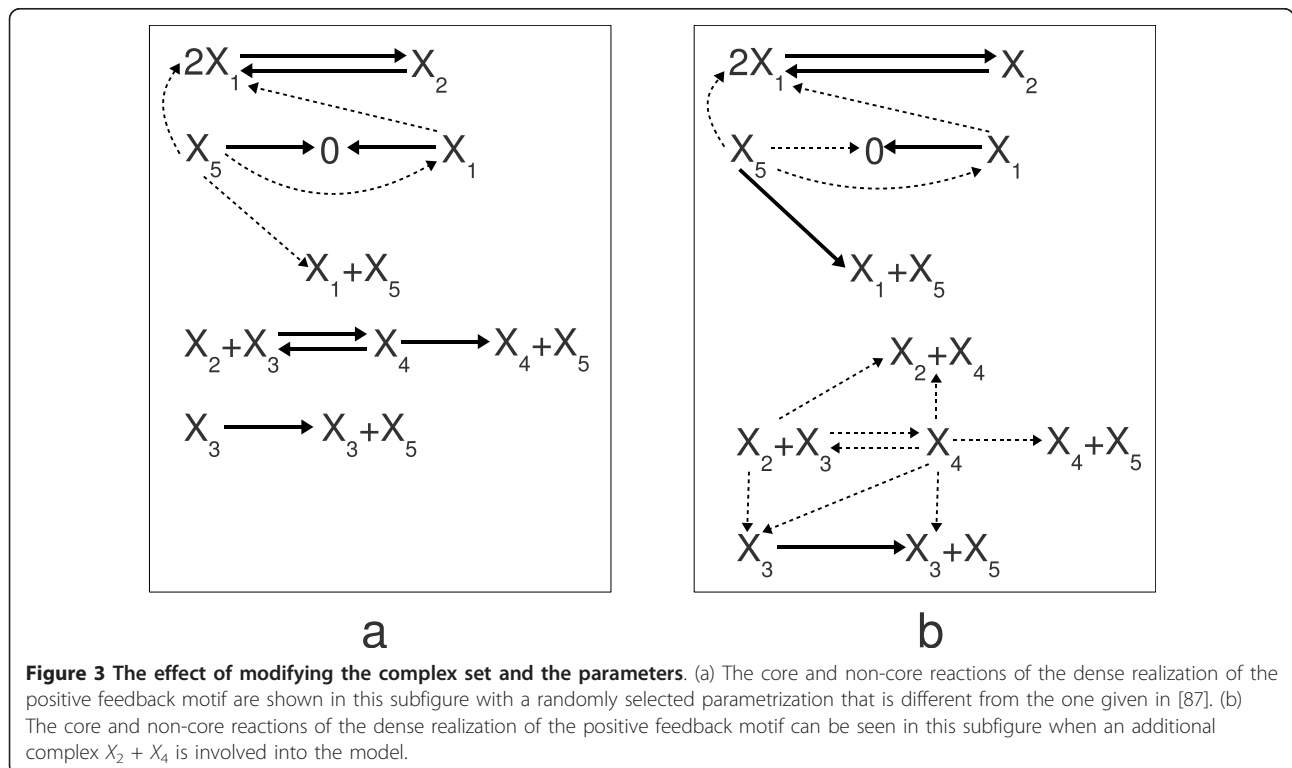 2X₁ X₂
X₅ 0 X₁
X₁+X₅
X₂+X₃ X₄ X₄+X₅
X₃ X₃+X₅
a
2X₁ X₂
X₅ 0 X₁
X₁+X₅
X₂+X₄
X₂+X₃ X₄ X₄+X₅
X₃ X₃+X₅
b
Figure 3 The effect of modifying the complex set and the parameters. (a) The core and non-core reactions of the dense realization of the
positive feedback motif are shown in this subfigure with a randomly selected parametrization that is different from the one given in [87]. (b)
The core and non-core reactions of the dense realization of the positive feedback motif can be seen in this subfigure when an additional
complex X₂ + X₄ is involved into the model.